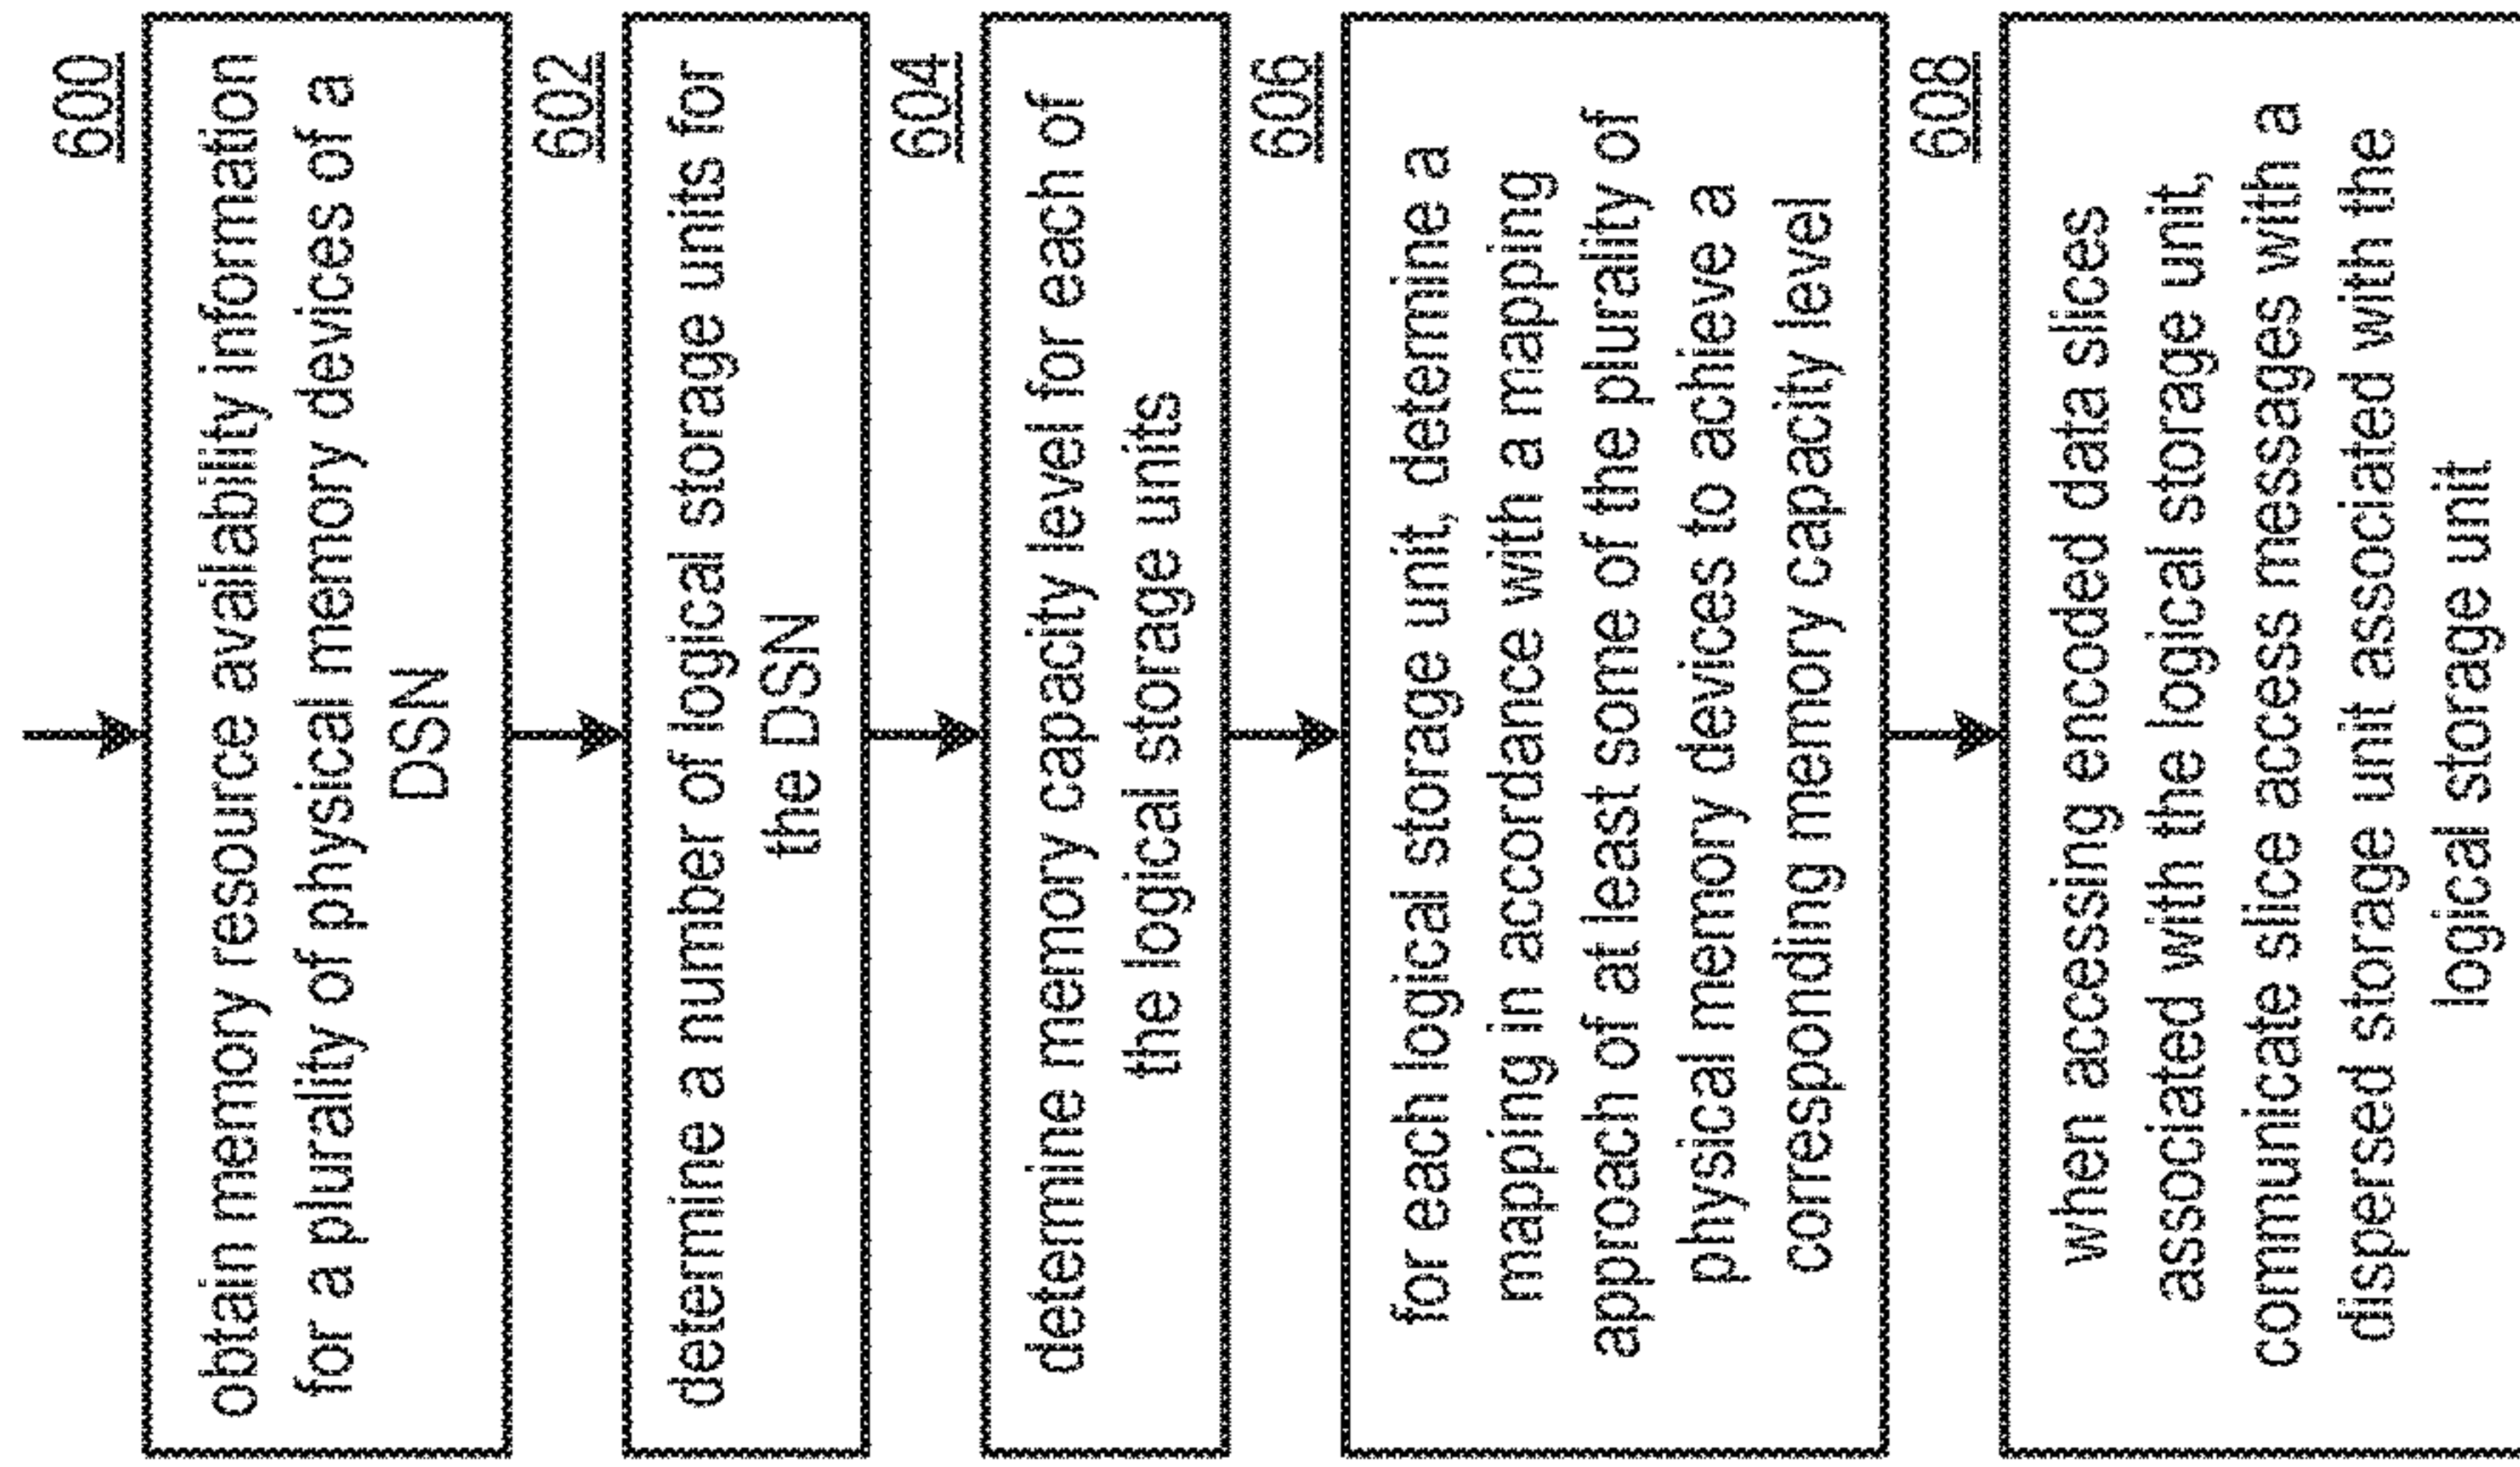 600
obtain memory resource availability information
for a plurality of physical memory devices of a
DSN
602
determine a number of logical storage units for
the DSN
604
determine memory capacity level for each of
the logical storage units
606
for each logical storage unit, determine a
mapping in accordance with a mapping
approach of at least some of the plurality of
physical memory devices to achieve a
corresponding memory capacity level
608
when accessing encoded data slices
associated with the logical storage unit,
communicate slice access messages with a
dispersed storage unit associated with the
logical storage unit